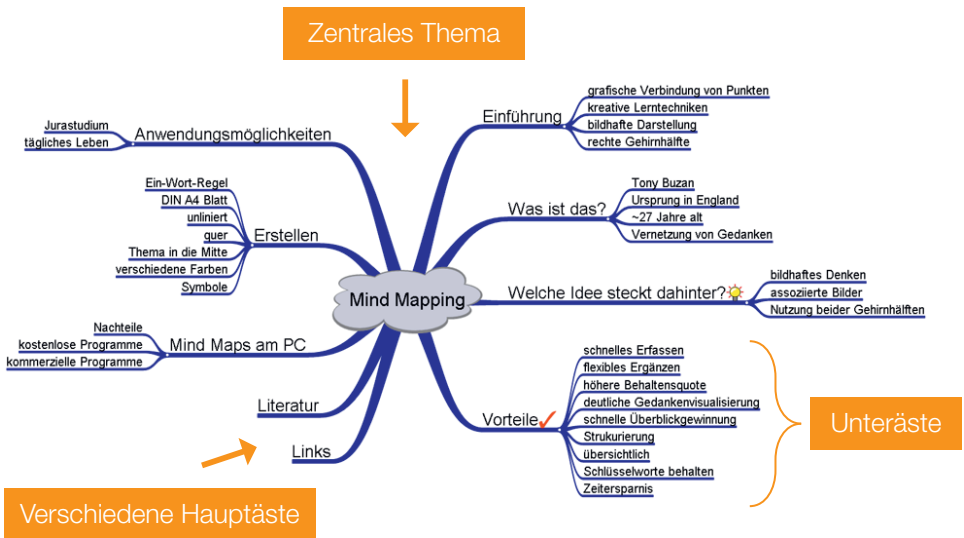 Zentrales Thema
Anwendungsmöglichkeiten
Jurastudium
tägliches Leben
Erstellen
Ein-Wort-Regel
DIN A4 Blatt
unliniert
quer
Thema in die Mitte
verschiedene Farben
Symbole
Mind Maps am PC
Nachteile
kostenlose Programme
kommerzielle Programme
Literatur
Links
Mind Mapping
Einführung
grafische Verbindung von Punkten
kreative Lerntechniken
bildhafte Darstellung
rechte Gehirnhälfte
Was ist das?
Tony Buzan
Ursprung in England
~27 Jahre alt
Vernetzung von Gedanken
Welche Idee steckt dahinter?
bildhaftes Denken
assoziierte Bilder
Nutzung beider Gehirnhälften
Vorteile
schnelles Erfassen
flexibles Ergänzen
höhere Behaltensquote
deutliche Gedankenvisualisierung
schnelle Überblickgewinnung
Strukurierung
übersichtlich
Schlüsselworte behalten
Zeitersparnis
Unteräste
Verschiedene Hauptäste